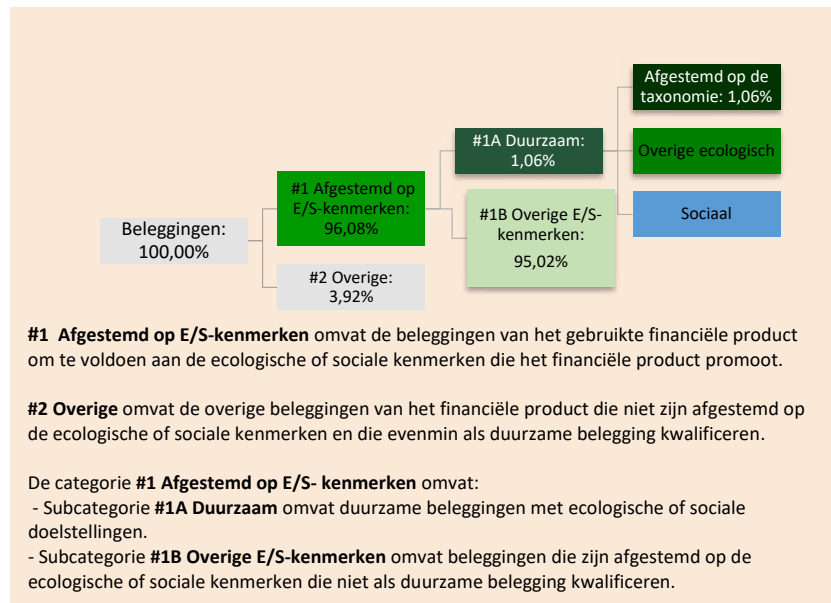 Beleggingen:
100,00%
#1 Afgestemd op
E/S-kenmerken:
96,08%
#2 Overige:
3,92%
#1A Duurzaam:
1,06%
#1B Overige E/S-
kenmerken:
95,02%
Afgestemd op de
taxonomie: 1,06%
Overige ecologisch
Sociaal
#1 Afgestemd op E/S-kenmerken omvat de beleggingen van het gebruikte financiële product
om te voldoen aan de ecologische of sociale kenmerken die het financiële product promoot.
#2 Overige omvat de overige beleggingen van het financiële product die niet zijn afgestemd op
de ecologische of sociale kenmerken en die evenmin als duurzame belegging kwalificeren.
De categorie #1 Afgestemd op E/S- kenmerken omvat:
- Subcategorie #1A Duurzaam omvat duurzame beleggingen met ecologische of sociale
doelstellingen.
- Subcategorie #1B Overige E/S-kenmerken omvat beleggingen die zijn afgestemd op de
ecologische of sociale kenmerken die niet als duurzame belegging kwalificeren.